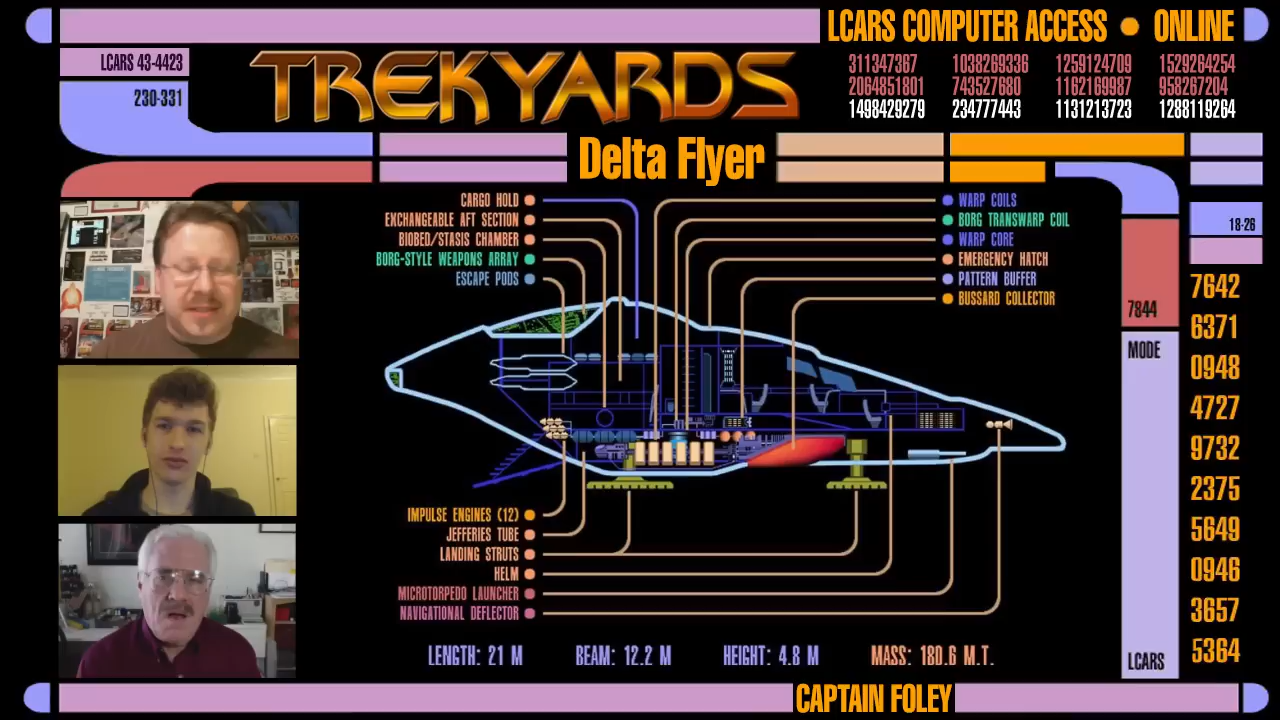 LCARS COMPUTER ACCESS • ONLINE
LCARS 43-4423
TREKYARDS
311347367 1038269336 1259124709 1529264254
2064851801 743527680 1162169987 958267204
1498429279 234777443 1131213723 1288119264
230-331
Delta Flyer
CARGO HOLD
EXCHANGEABLE AFT SECTION
BIOBED/STASIS CHAMBER
BORG-STYLE WEAPONS ARRAY
ESCAPE PODS
WARP COILS
BORG TRANSWARP COIL
WARP CORE
EMERGENCY HATCH
PATTERN BUFFER
BUSSARD COLLECTOR
IMPULSE ENGINES (12)
JEFFERIES TUBE
LANDING STRUTS
HELM
MICROTORPEDO LAUNCHER
NAVIGATIONAL DEFLECTOR
LENGTH: 21 M BEAM: 12.2 M HEIGHT: 4.8 M MASS: 180.6 M.T.
7844
MODE
LCARS
18-26
7642
6371
0948
4727
9732
2375
5649
0946
3657
5364
CAPTAIN FOLEY